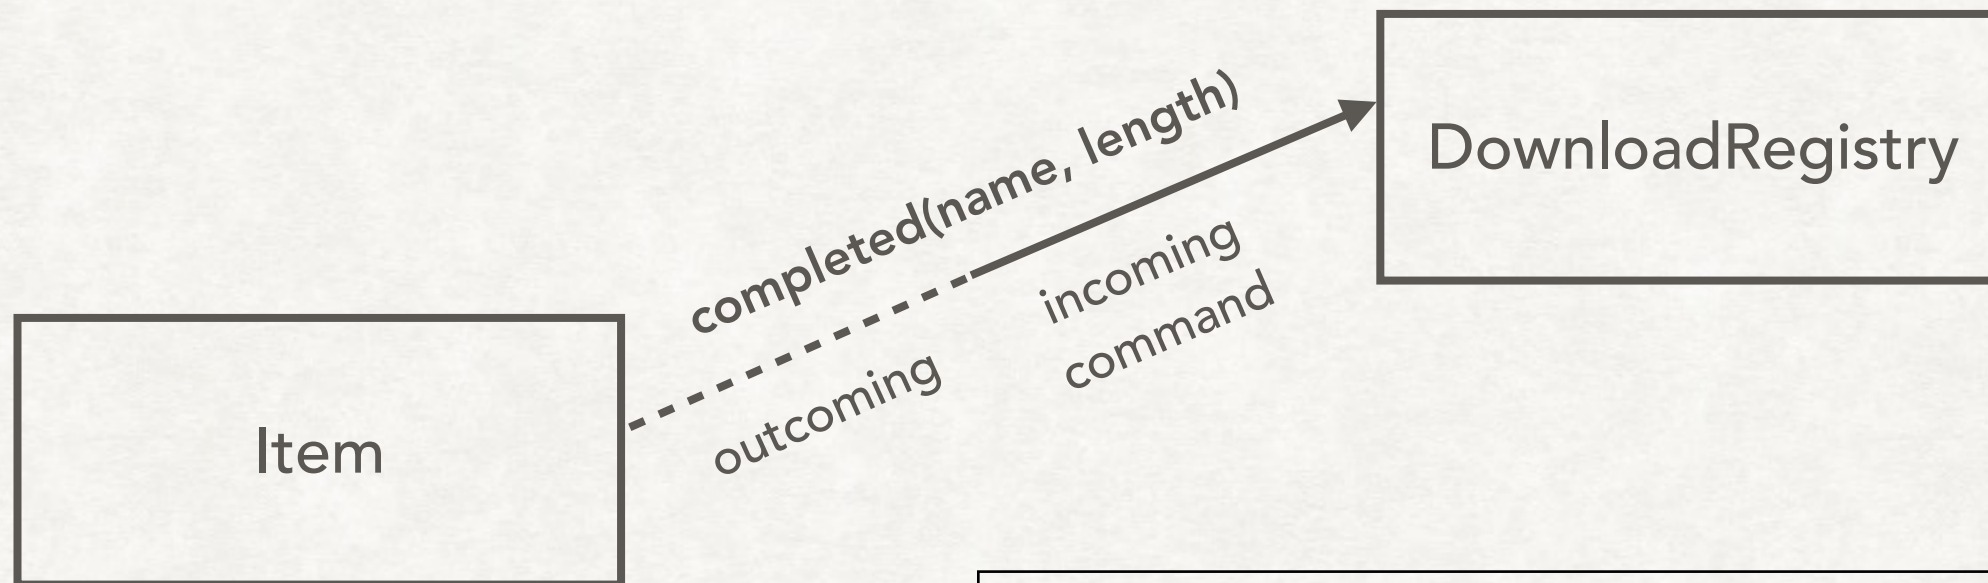 DownloadRegistry
completed(name, length)
incoming
command
outcoming
Item